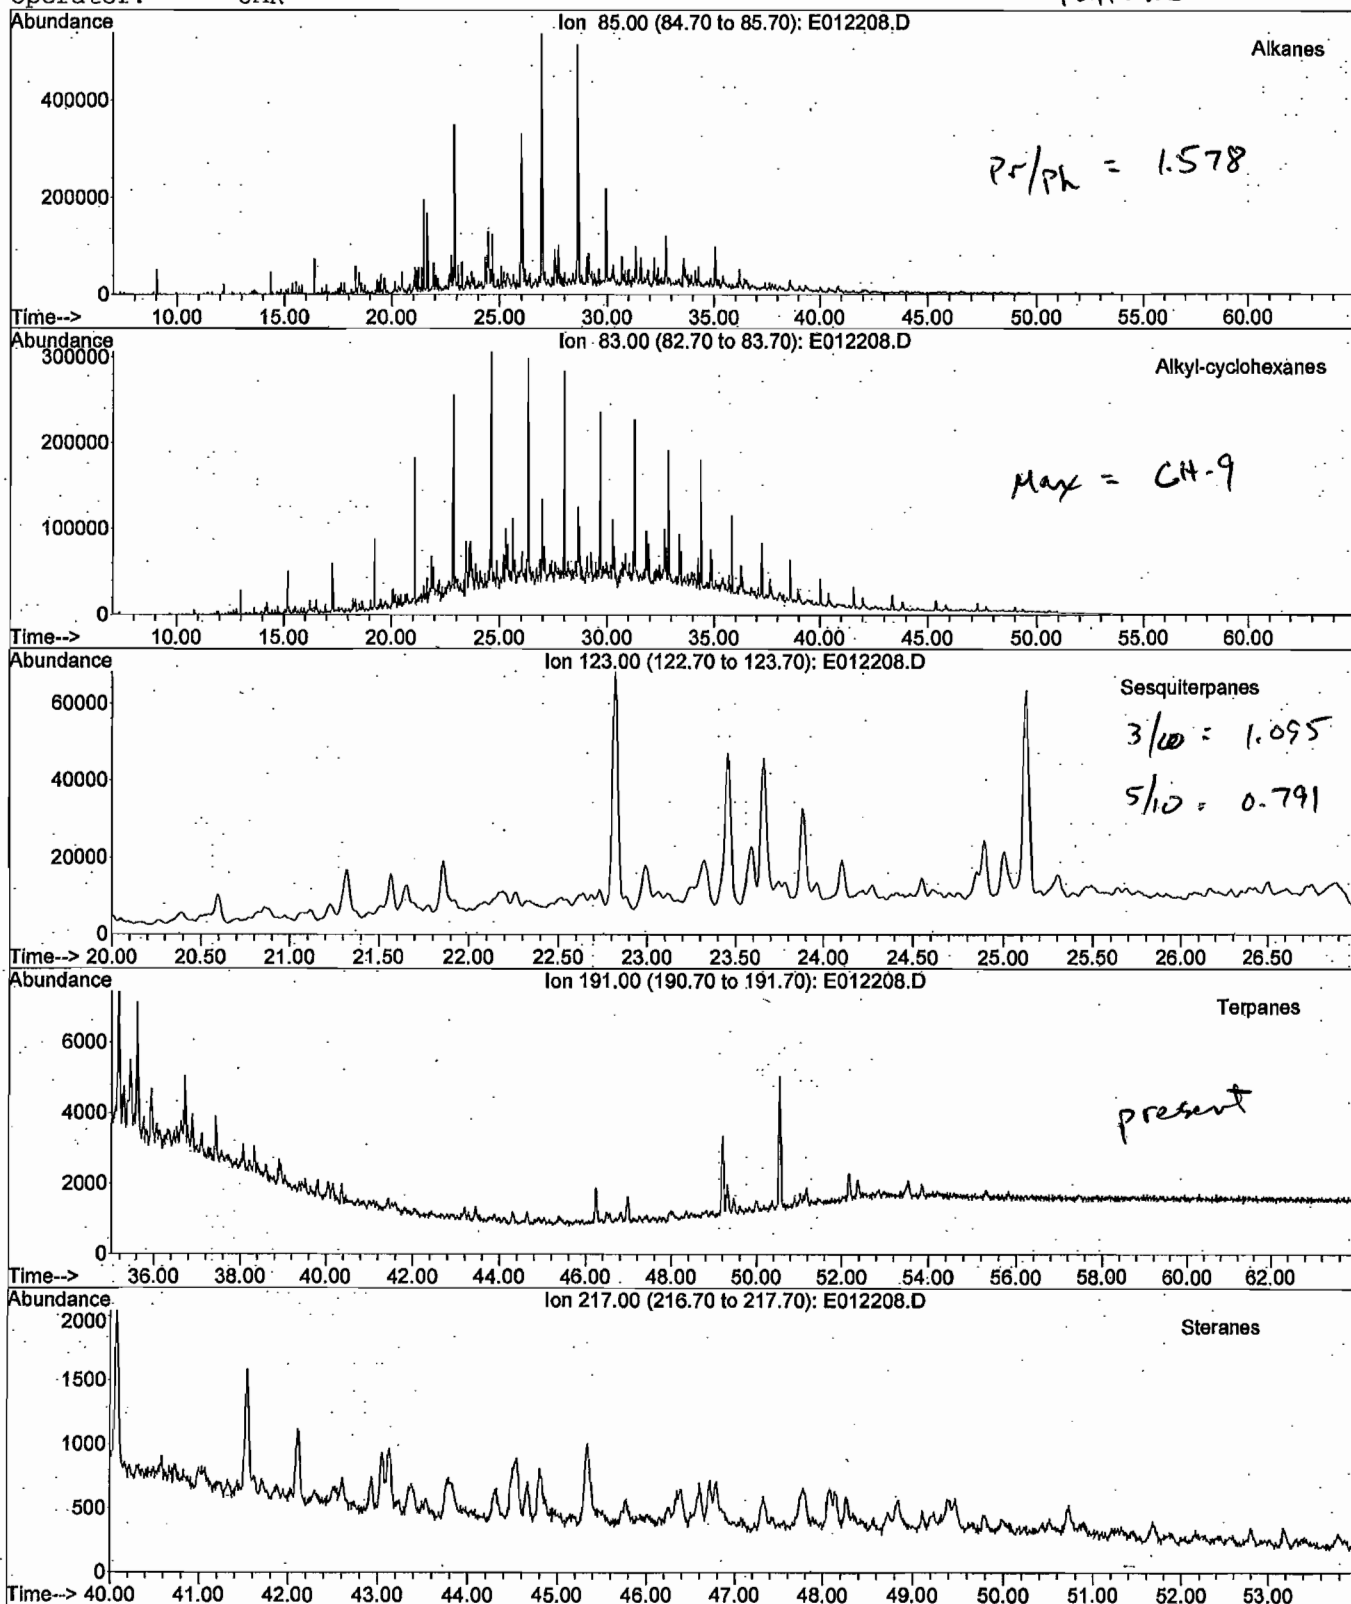 Operator:
Abundance
Ion 85.00 (84.70 to 85.70): E012208.D
Alkanes
400000
Pr/Ph = 1.578
200000
0
Time--> 10.00 15.00 20.00 25.00 30.00 35.00 40.00 45.00 50.00 55.00 60.00
Abundance
Ion 83.00 (82.70 to 83.70): E012208.D
300000
Alkyl-cyclohexanes
200000
Max = CH-9
100000
0
Time--> 10.00 15.00 20.00 25.00 30.00 35.00 40.00 45.00 50.00 55.00 60.00
Abundance
Ion 123.00 (122.70 to 123.70): E012208.D
Sesquiterpanes
60000
3/10 = 1.095
40000
5/10 = 0.791
20000
0
Time--> 20.00 20.50 21.00 21.50 22.00 22.50 23.00 23.50 24.00 24.50 25.00 25.50 26.00 26.50
Abundance
Ion 191.00 (190.70 to 191.70): E012208.D
Terpanes
6000
4000
present
2000
0
Time--> 36.00 38.00 40.00 42.00 44.00 46.00 48.00 50.00 52.00 54.00 56.00 58.00 60.00 62.00
Abundance
Ion 217.00 (216.70 to 217.70): E012208.D
2000
Steranes
1500
1000
500
0
Time--> 40.00 41.00 42.00 43.00 44.00 45.00 46.00 47.00 48.00 49.00 50.00 51.00 52.00 53.00